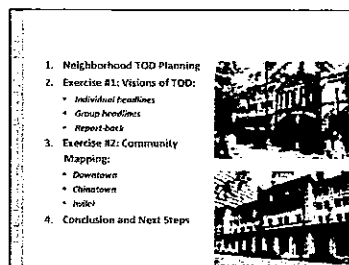 1. Neighborhood TOD Planning
2. Exercise #1: Visions of TOD:
• Individual headlines
• Group headlines
• Report-back
3. Exercise #2: Community
Mapping:
• Downtown
• Chinatown
• Iwilei
4. Conclusion and Next Steps